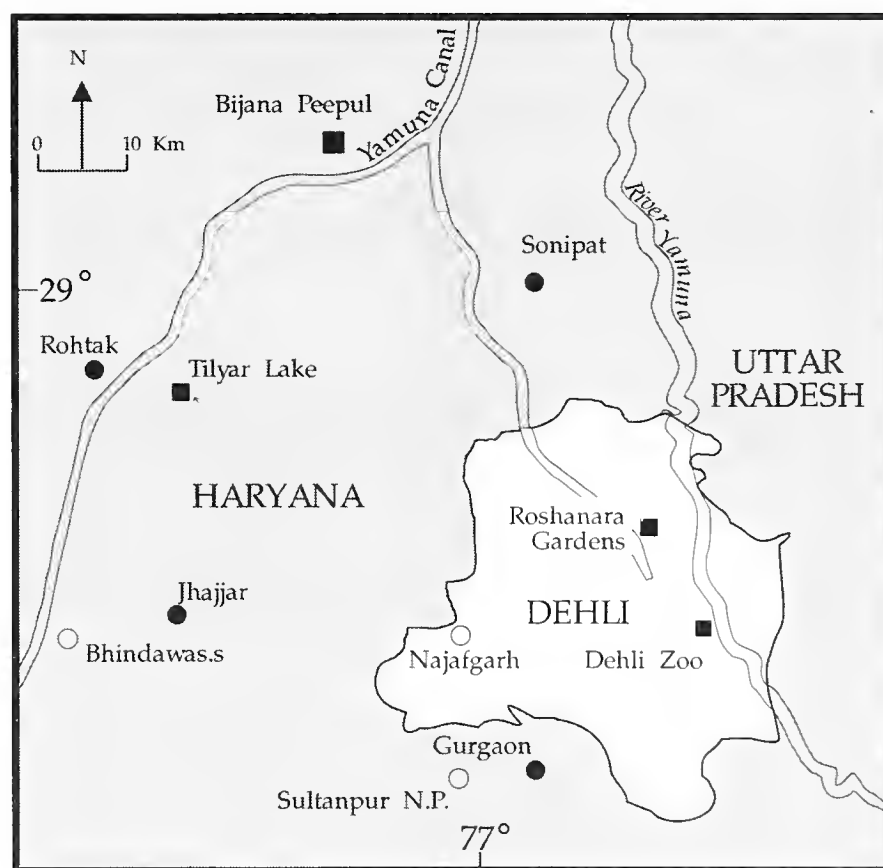 N
0 10 Km
Bijana Peepul
Yamuna Canal
River Yamuna
Sonipat
29°
Rohtak
Tilyar Lake
UTTAR
PRADESH
HARYANA
Roshanara
Gardens
Jhajjar
DEHLI
Bhindawas.s
Najafgarh
Dehli Zoo
Gurgaon
Sultanpur N.P.
77°